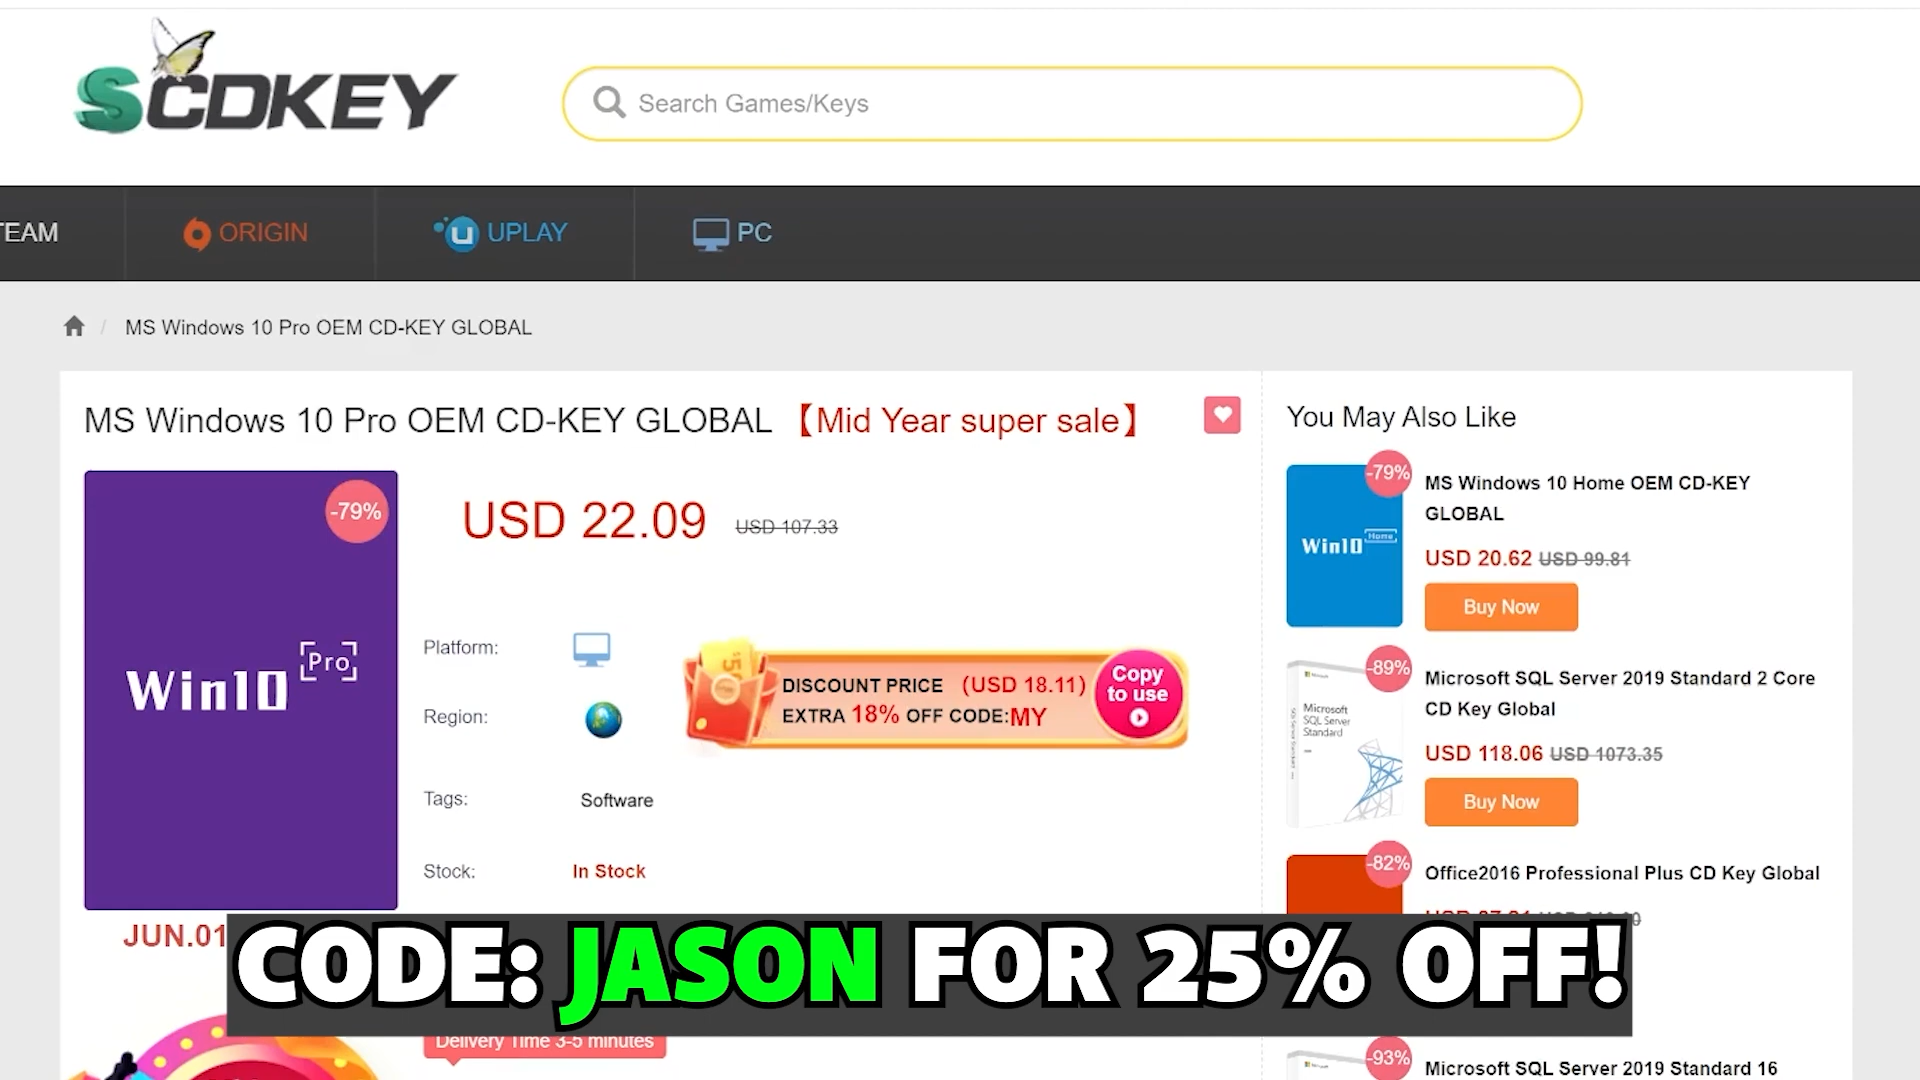 SCDKEY
Search Games/Keys
TEAM
ORIGIN
UPLAY
PC
/ MS Windows 10 Pro OEM CD-KEY GLOBAL
MS Windows 10 Pro OEM CD-KEY GLOBAL 【Mid Year super sale】
-79%
Win10 Pro
USD 22.09 USD 107.33
Platform:
Region:
DISCOUNT PRICE (USD 18.11)
EXTRA 18% OFF CODE:MY
Copy
to use
Tags: Software
Stock: In Stock
JUN.01
Delivery Time 3-5 minutes
You May Also Like
-79%
Win10 Home
MS Windows 10 Home OEM CD-KEY
GLOBAL
USD 20.62 USD 99.81
Buy Now
-89%
Microsoft
SQL Server
Standard
Microsoft SQL Server 2019 Standard 2 Core
CD Key Global
USD 118.06 USD 1073.35
Buy Now
-82%
Office2016 Professional Plus CD Key Global
CODE: JASON FOR 25% OFF!
-93%
Microsoft SQL Server 2019 Standard 16